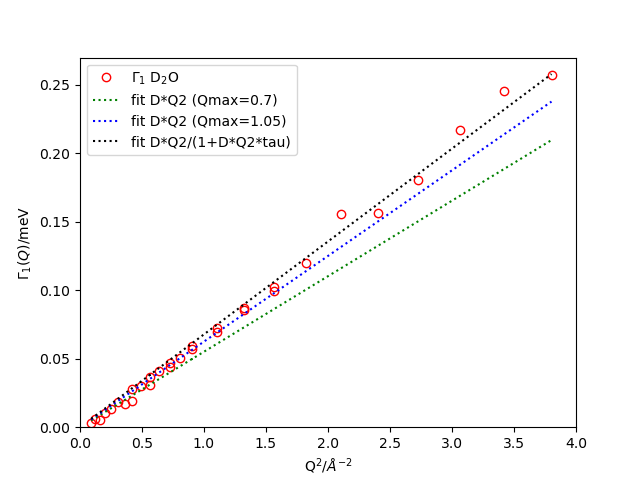 Γ₁ D₂O
fit D*Q2 (Qmax=0.7)
fit D*Q2 (Qmax=1.05)
fit D*Q2/(1+D*Q2*tau)
0.25
0.20
0.15
0.10
0.05
0.00
Γ₁(Q)/meV
0.0 0.5 1.0 1.5 2.0 2.5 3.0 3.5 4.0
Q²/Å⁻²